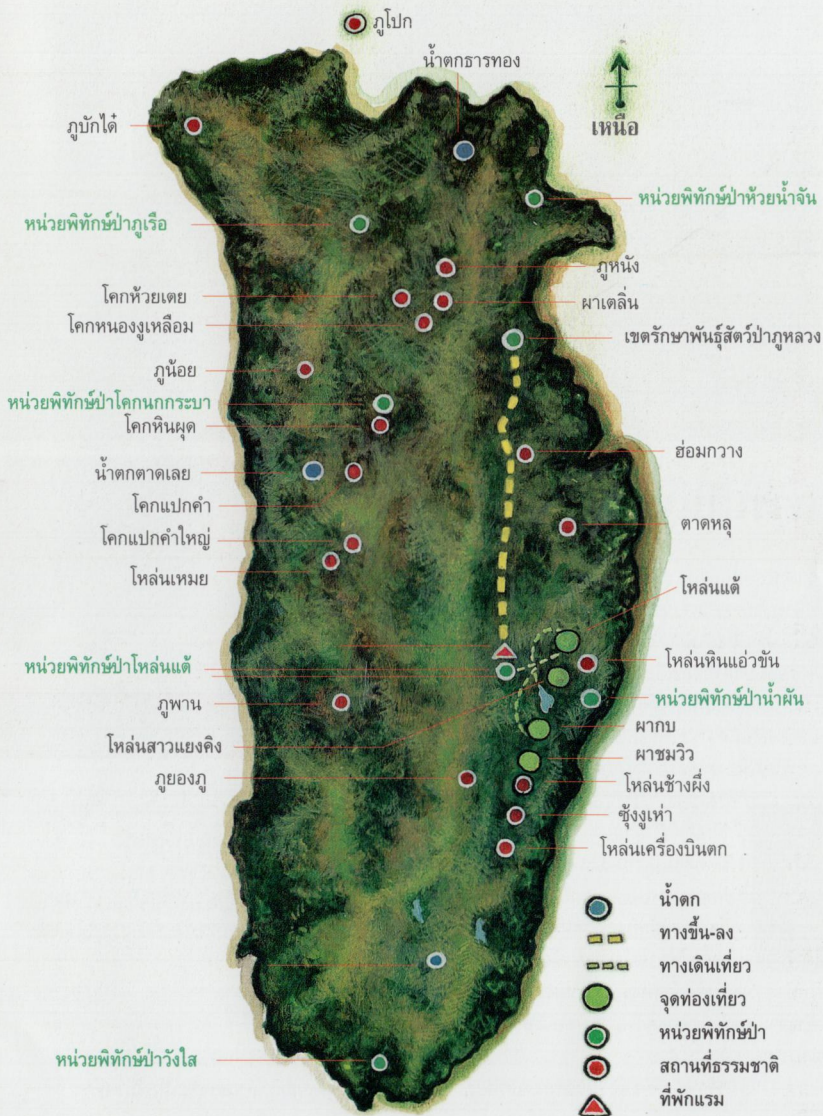 ภูโปก
น้ำตกธารทอง
เหนือ
ภูบักได๋
หน่วยพิทักษ์ป่าห้วยน้ำจัน
หน่วยพิทักษ์ป่าภูเรือ
ภูหนัง
โคกห้วยเตย
ผาเตลิ่น
โคกหนองงูเหลือม
เขตรักษาพันธุ์สัตว์ป่าภูหลวง
ภูน้อย
หน่วยพิทักษ์ป่าโคกนกกระบา
โคกหินผุด
ฮ่อมกวาง
น้ำตกตาดเลย
โคกแปกคำ
ตาดหลุ
โคกแปกคำใหญ่
โหล่นเหมย
โหล่นแต้
หน่วยพิทักษ์ป่าโหล่นแต้
โหล่นหินแอ่วขัน
หน่วยพิทักษ์ป่าน้ำผัน
ภูพาน
ผากบ
โหล่นสาวแยงคิง
ผาชมวิว
ภูยองภู
โหล่นช้างผึ่ง
ซุ้งงูเห่า
โหล่นเครื่องบินตก
น้ำตก
ทางขึ้น-ลง
ทางเดินเที่ยว
จุดท่องเที่ยว
หน่วยพิทักษ์ป่า
หน่วยพิทักษ์ป่าวังใส
สถานที่ธรรมชาติ
ที่พักแรม